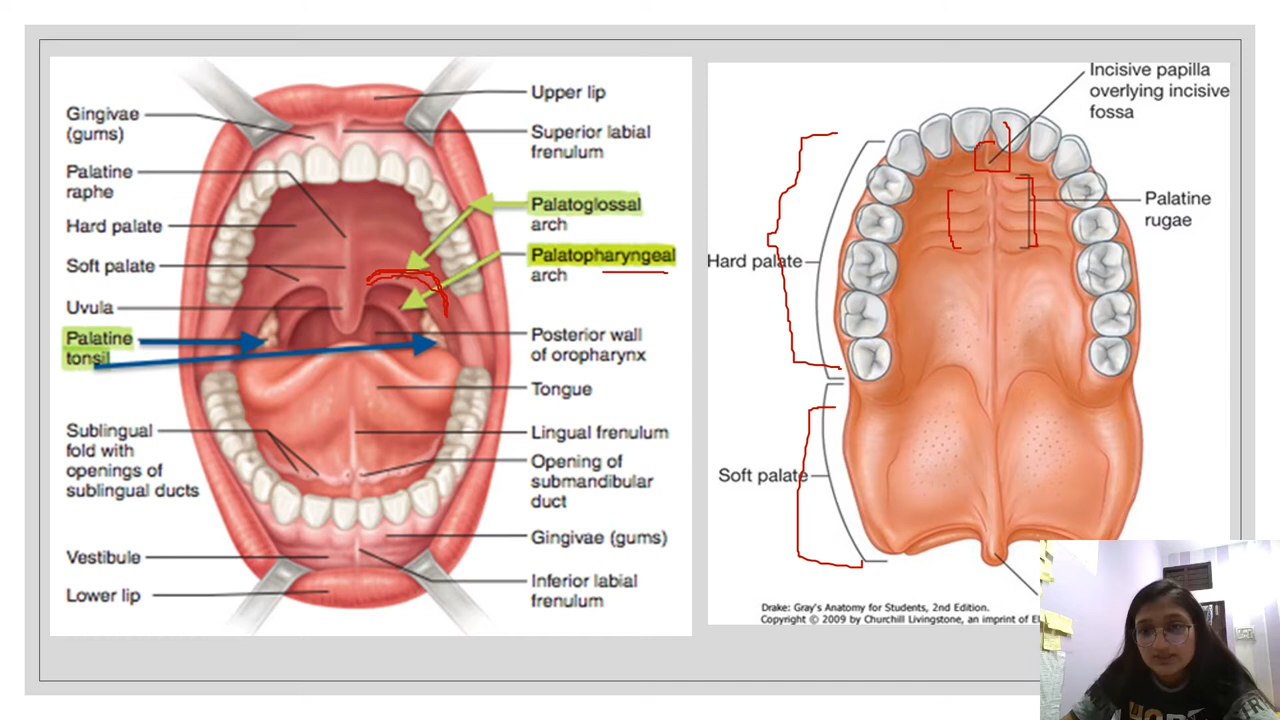 Gingivae
(gums)
Palatine
raphe
Hard palate
Soft palate
Uvula
Palatine
tonsil
Sublingual
fold with
openings of
sublingual ducts
Vestibule
Lower lip
Upper lip
Superior labial
frenulum
Palatoglossal
arch
Palatopharyngeal
arch
Posterior wall
of oropharynx
Tongue
Lingual frenulum
Opening of
submandibular
duct
Gingivae (gums)
Inferior labial
frenulum
Incisive papilla
overlying incisive
fossa
Palatine
rugae
Hard palate
Soft palate
Drake: Gray's Anatomy for Students, 2nd Edition.
Copyright © 2009 by Churchill Livingstone, an imprint of